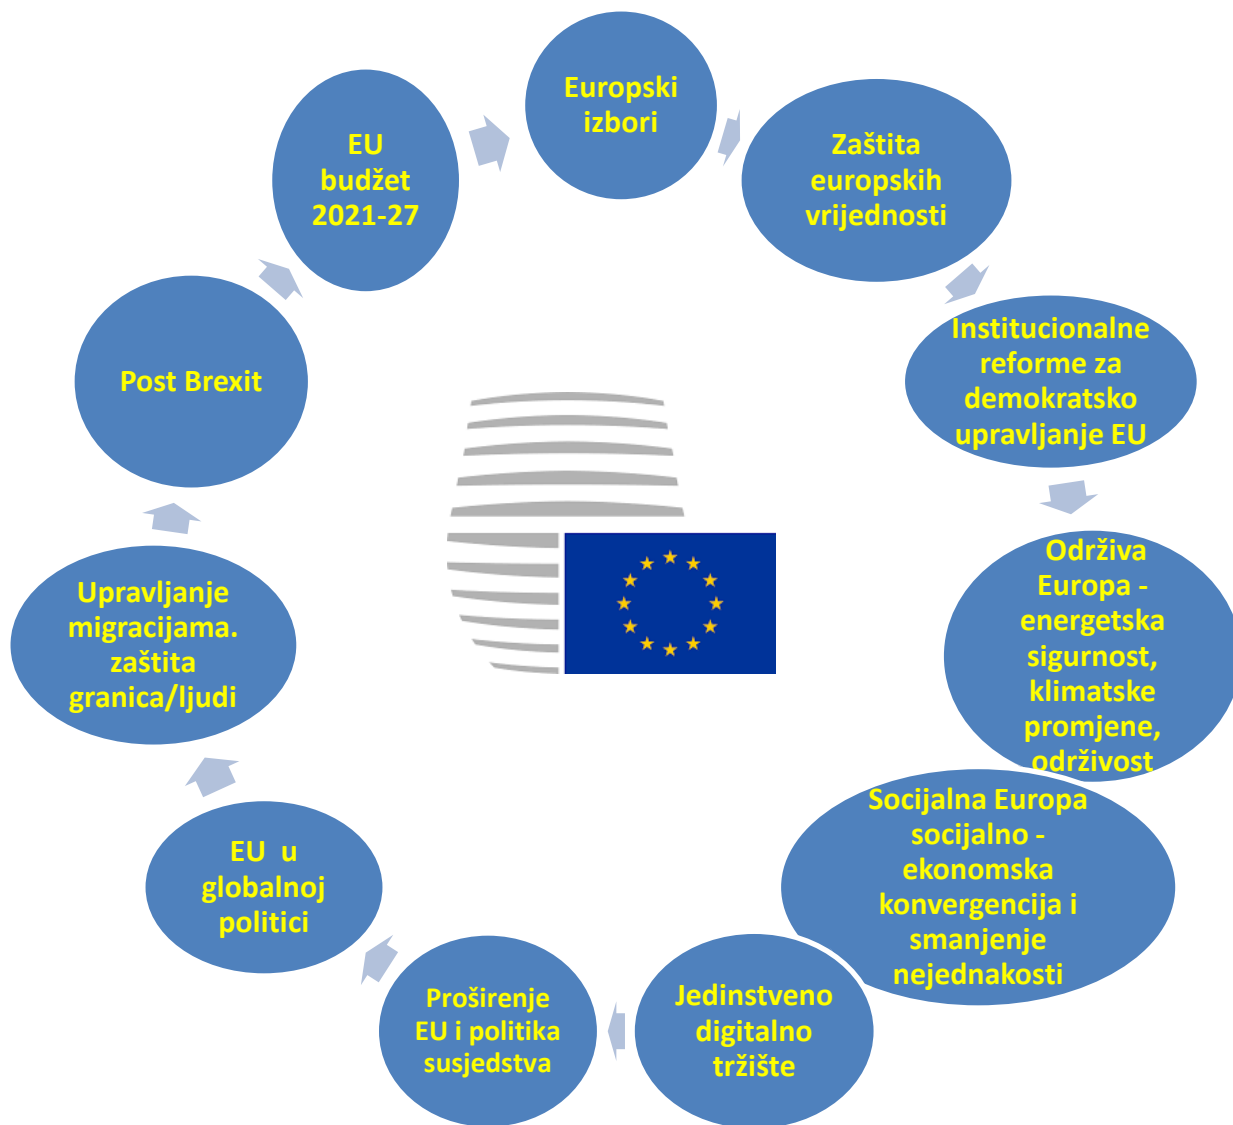 Europski
izbori
Zaštita
europskih
vrijednosti
Institucionalne
reforme za
demokratsko
upravljanje EU
Održiva
Europa -
energetska
sigurnost,
klimatske
promjene,
održivost
Socijalna Europa
socijalno -
ekonomska
konvergencija i
smanjenje
nejednakosti
Jedinstveno
digitalno
tržište
Proširenje
EU i politika
susjedstva
EU u
globalnoj
politici
Upravljanje
migracijama.
zaštita
granica/ljudi
Post Brexit
EU
budžet
2021-27